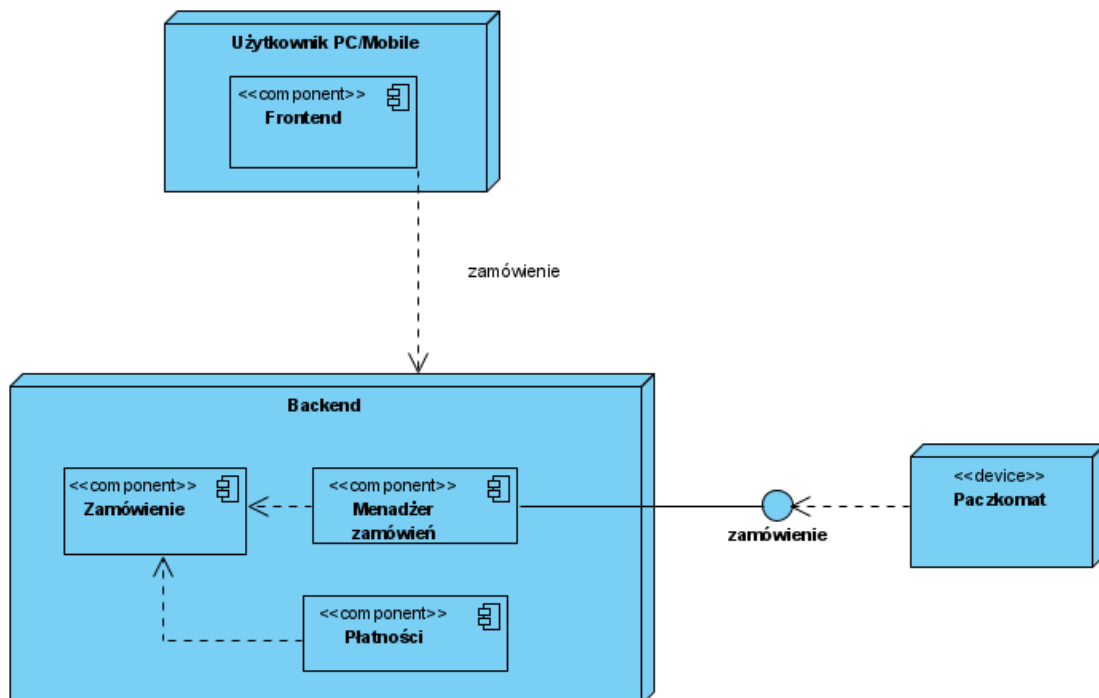 Użytkownik PC/Mobile
<<component>>
Frontend
zamówienie
Backend
<<component>>
Zamówienie
<<component>>
Menadżer
zamówień
zamówienie
<<device>>
Paczkomat
<<component>>
Płatności